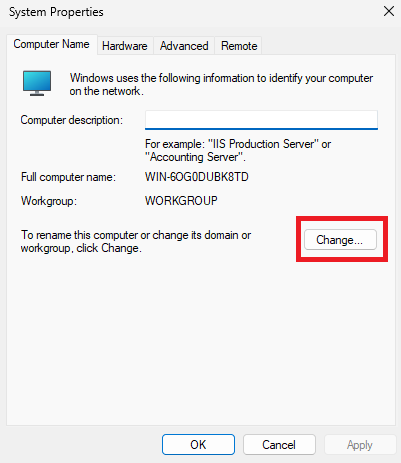 System Properties
Computer Name Hardware Advanced Remote
Windows uses the following information to identify your computer
on the network.
Computer description:
For example: "IIS Production Server" or
"Accounting Server".
Full computer name: WIN-6OG0DUBK8TD
Workgroup: WORKGROUP
To rename this computer or change its domain or
workgroup, click Change.
Change...
OK Cancel Apply